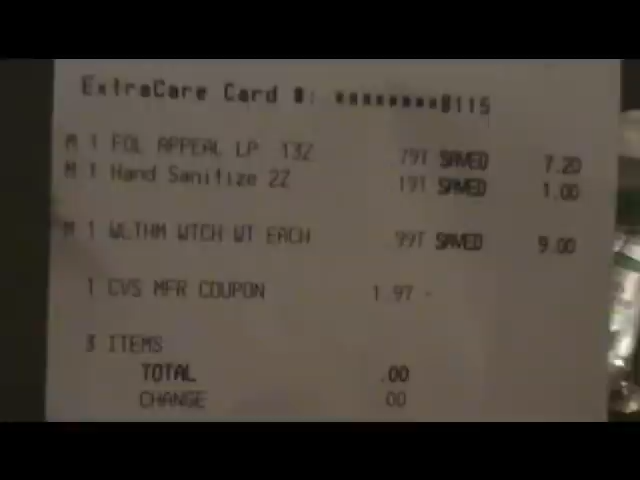 ExtraCare Card #: ********8115
M 1 FOL APPEAL LP 13Z .79T SAVED 7.20
M 1 Hand Sanitize 2Z .19T SAVED 1.00
M 1 WLTHM WTCH WT EACH .99T SAVED 9.00
1 CVS MFR COUPON 1.97 -
3 ITEMS
TOTAL .00
CHANGE .00